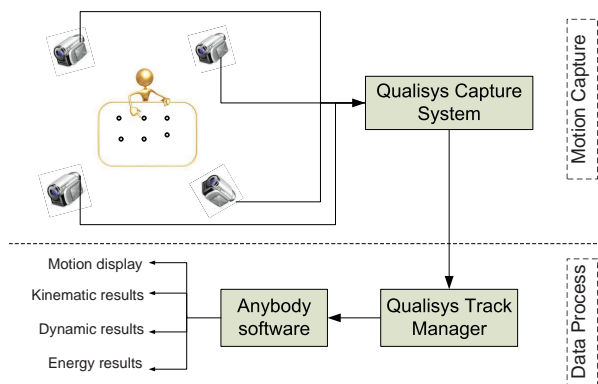 Qualisys Capture
System
Motion Capture
Motion display
Kinematic results
Dynamic results
Energy results
Anybody
software
Qualisys Track
Manager
Data Process